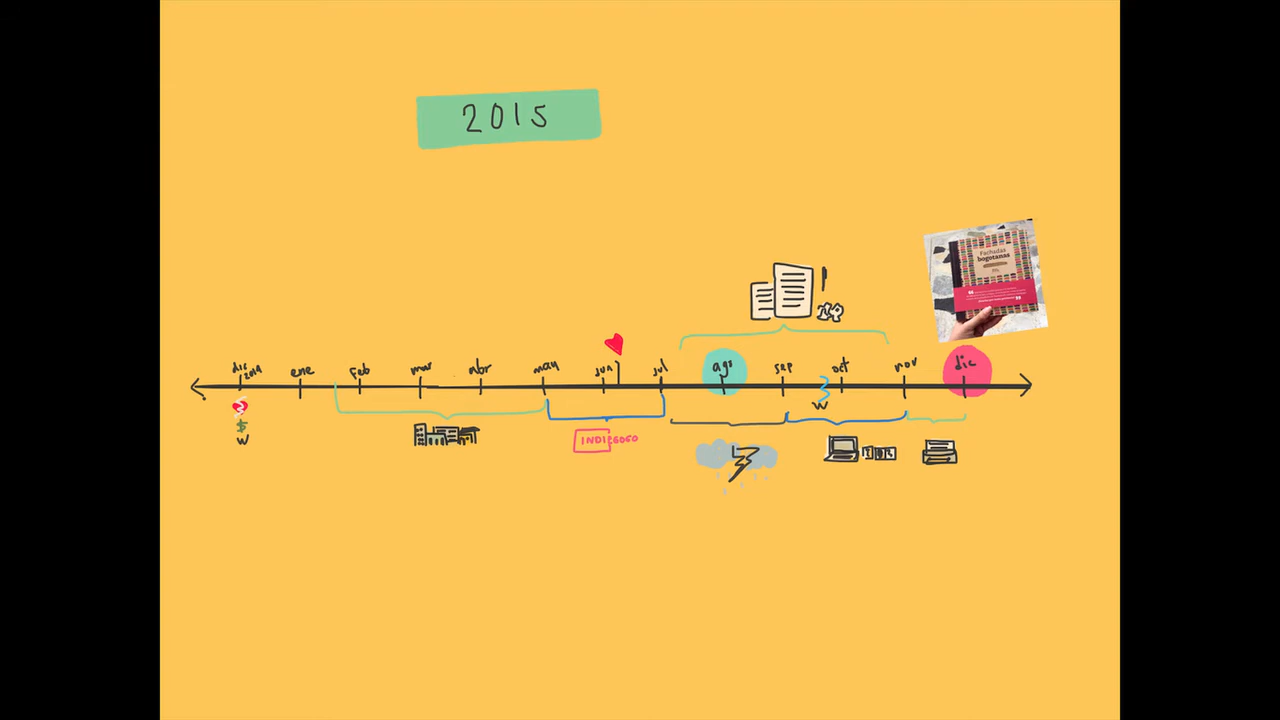 2015
Fachadas
bogotanas
dic 2014
ene
feb
mar
abr
may
jun
jul
ago
sep
oct
nov
dic
$
W
W
INDIEGOGO